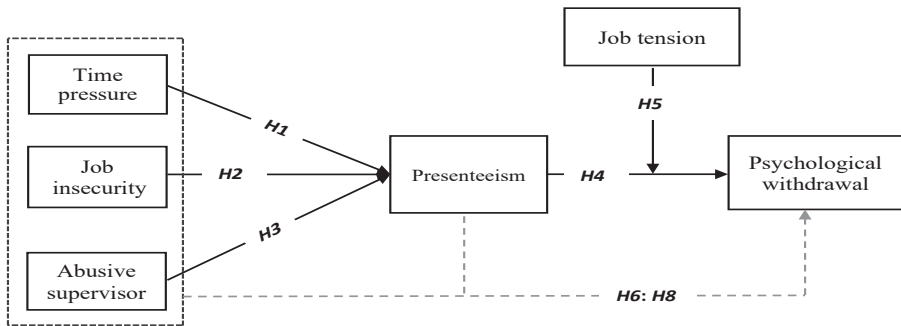 Job tension
Time
pressure
H5
H1
Job
insecurity
H2
Presenteeism
H4
Psychological
withdrawal
H3
Abusive
supervisor
H6: H8